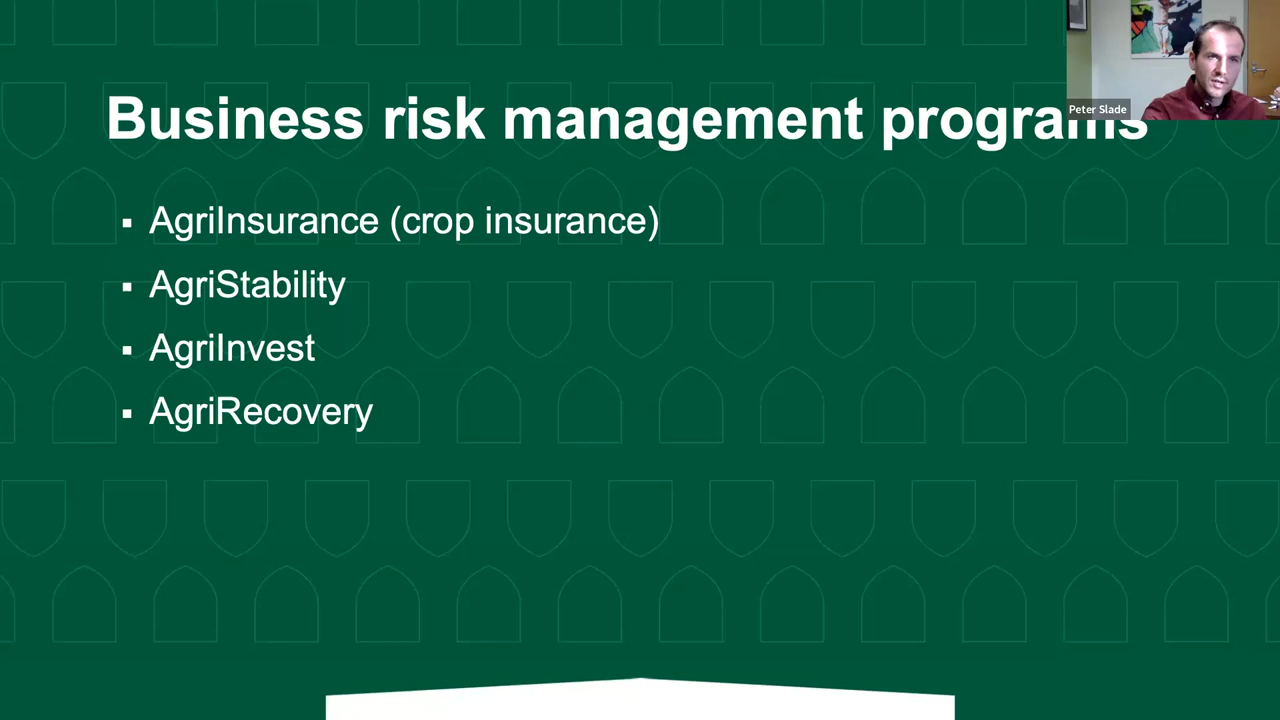 Business risk management programs
Peter Slade
▪ AgriInsurance (crop insurance)
▪ AgriStability
▪ AgriInvest
▪ AgriRecovery